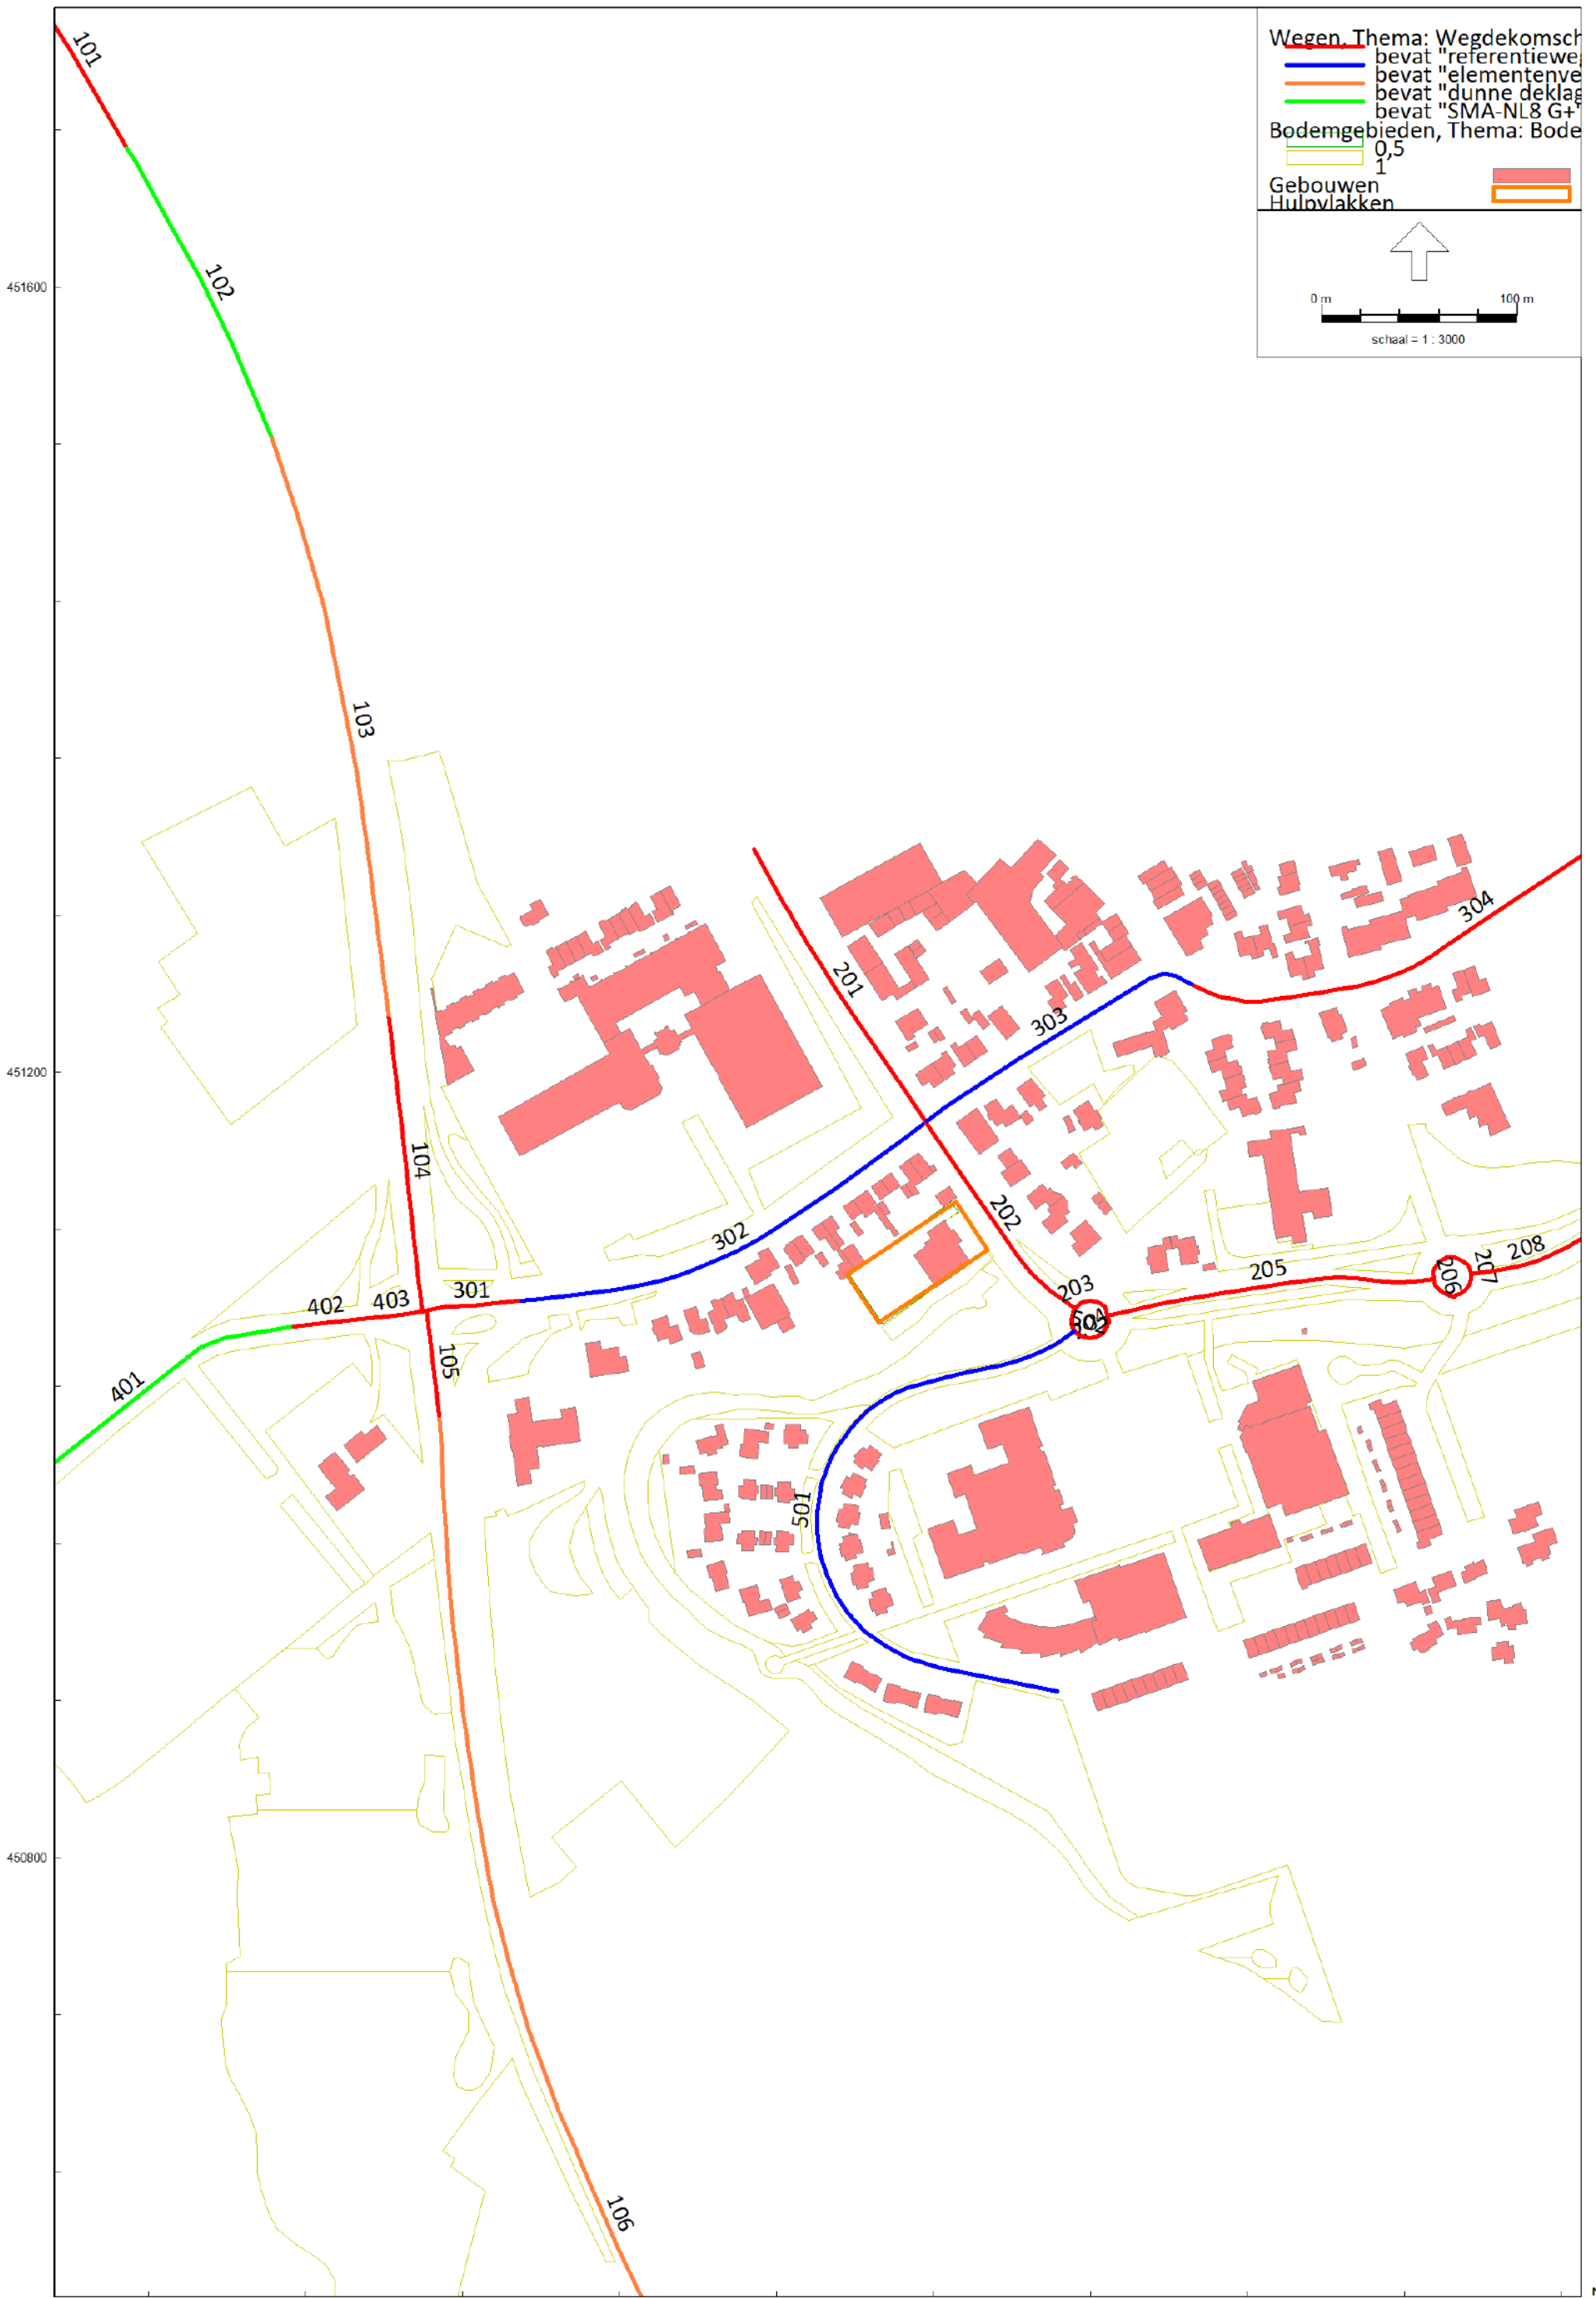 Wegen, Thema: Wegdekomsch
bevat "referentieweg
bevat "elementenve
bevat "dunne deklag
bevat "SMA-NL8 G+"
Bodemgebieden, Thema: Bode
0,5
1
Gebouwen
Hulpvlakken
0 m
100 m
schaal = 1 : 3000
101
102
451600
103
304
201
303
451200
104
202
302
208
205
207
206
203
301
403
402
105
401
501
450800
106